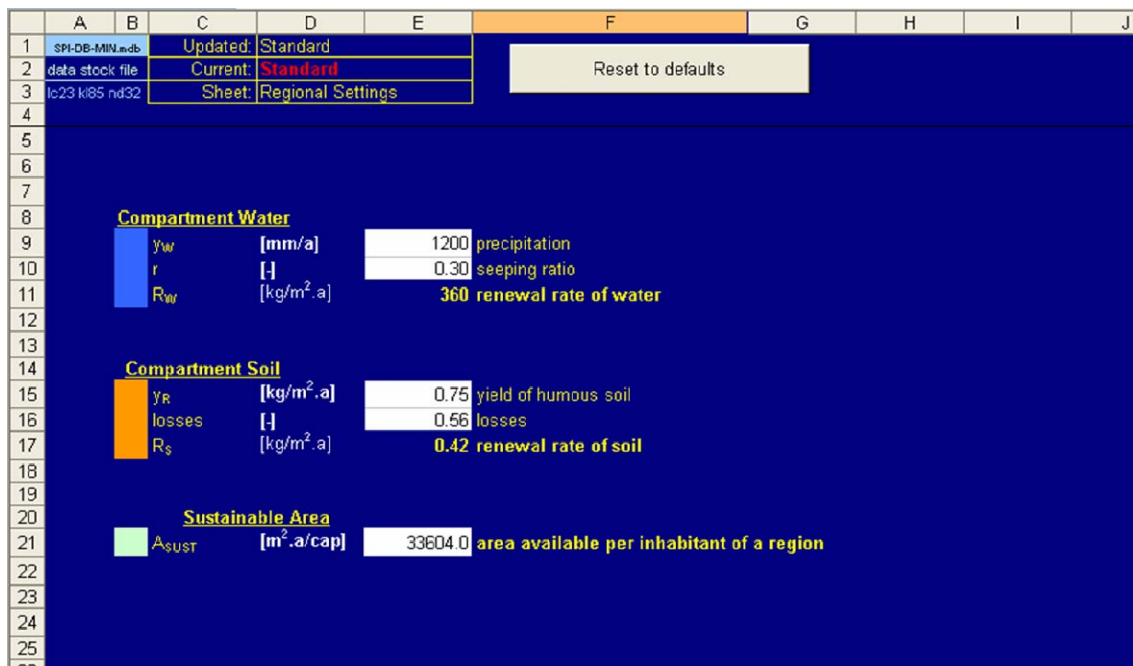 A B C D E F G H I J
1 SPI-DB-MIN.mdb Updated: Standard
2 data stock file Current: Standard Reset to defaults
3 lc23 kl85 nd32 Sheet: Regional Settings
4
5
6
7
8 Compartment Water
9 yW [mm/a] 1200 precipitation
10 r [-] 0.30 seeping ratio
11 RW [kg/m².a] 360 renewal rate of water
12
13
14 Compartment Soil
15 yR [kg/m².a] 0.75 yield of humous soil
16 losses [-] 0.56 losses
17 RS [kg/m².a] 0.42 renewal rate of soil
18
19
20 Sustainable Area
21 ASUST [m².a/cap] 33604.0 area available per inhabitant of a region
22
23
24
25